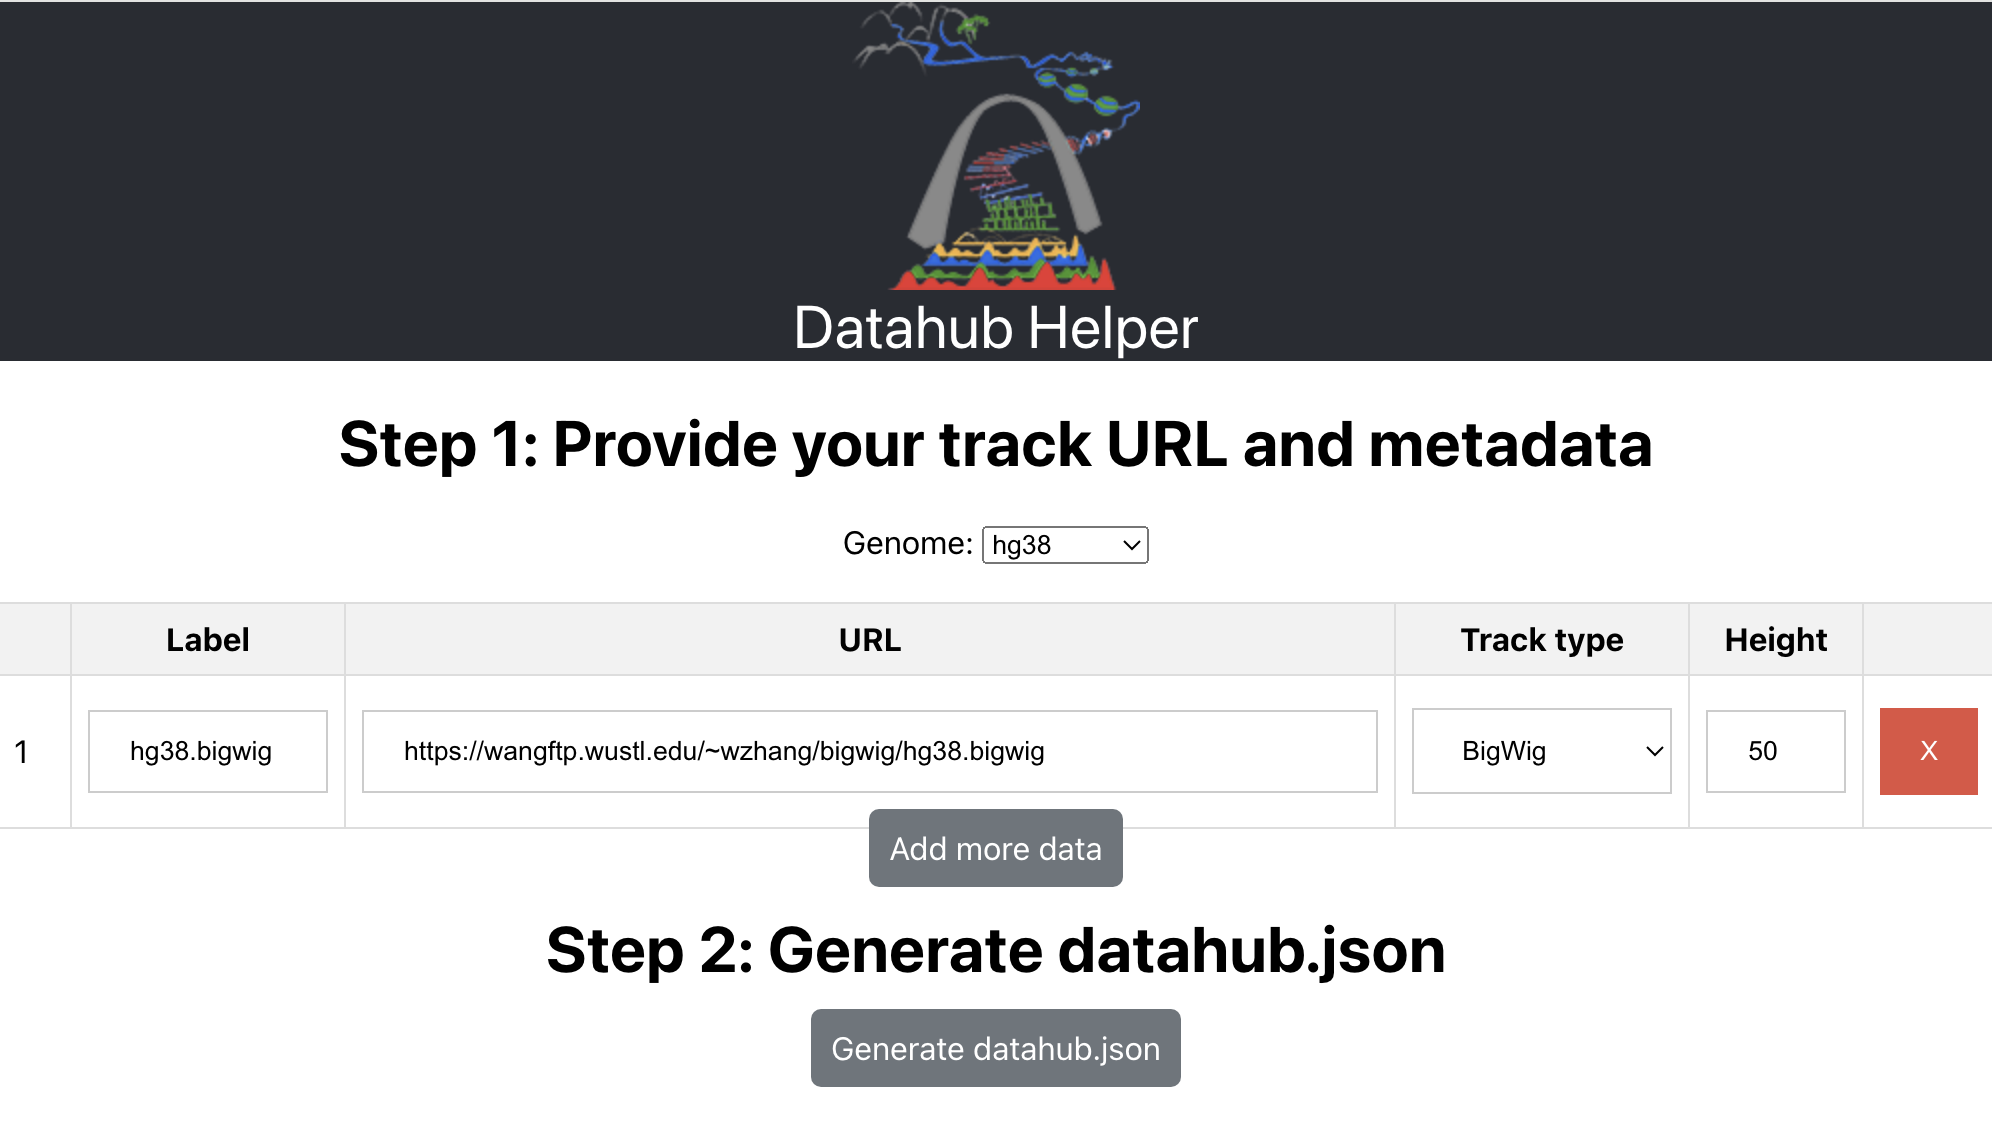 Datahub Helper
Step 1: Provide your track URL and metadata
Genome: hg38
Label URL Track type Height
1 hg38.bigwig https://wangftp.wustl.edu/~wzhang/bigwig/hg38.bigwig BigWig 50 X
Add more data
Step 2: Generate datahub.json
Generate datahub.json